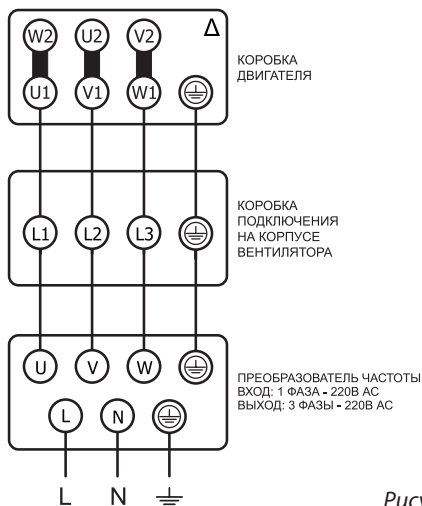 W2 U2 V2 Δ
U1 V1 W1
КОРОБКА
ДВИГАТЕЛЯ
L1 L2 L3
КОРОБКА
ПОДКЛЮЧЕНИЯ
НА КОРПУСЕ
ВЕНТИЛЯТОРА
U V W
L N
ПРЕОБРАЗОВАТЕЛЬ ЧАСТОТЫ
ВХОД: 1 ФАЗА - 220В АС
ВЫХОД: 3 ФАЗЫ - 220В АС
L N